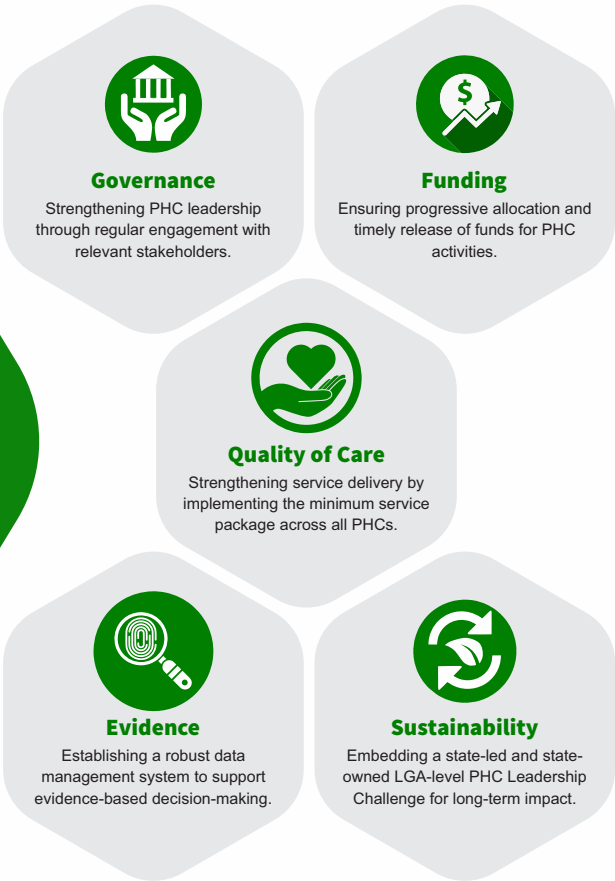 $
Governance
Strengthening PHC leadership
through regular engagement with
relevant stakeholders.
Funding
Ensuring progressive allocation and
timely release of funds for PHC
activities.
Quality of Care
Strengthening service delivery by
implementing the minimum service
package across all PHCs.
Evidence
Establishing a robust data
management system to support
evidence-based decision-making.
Sustainability
Embedding a state-led and state-
owned LGA-level PHC Leadership
Challenge for long-term impact.